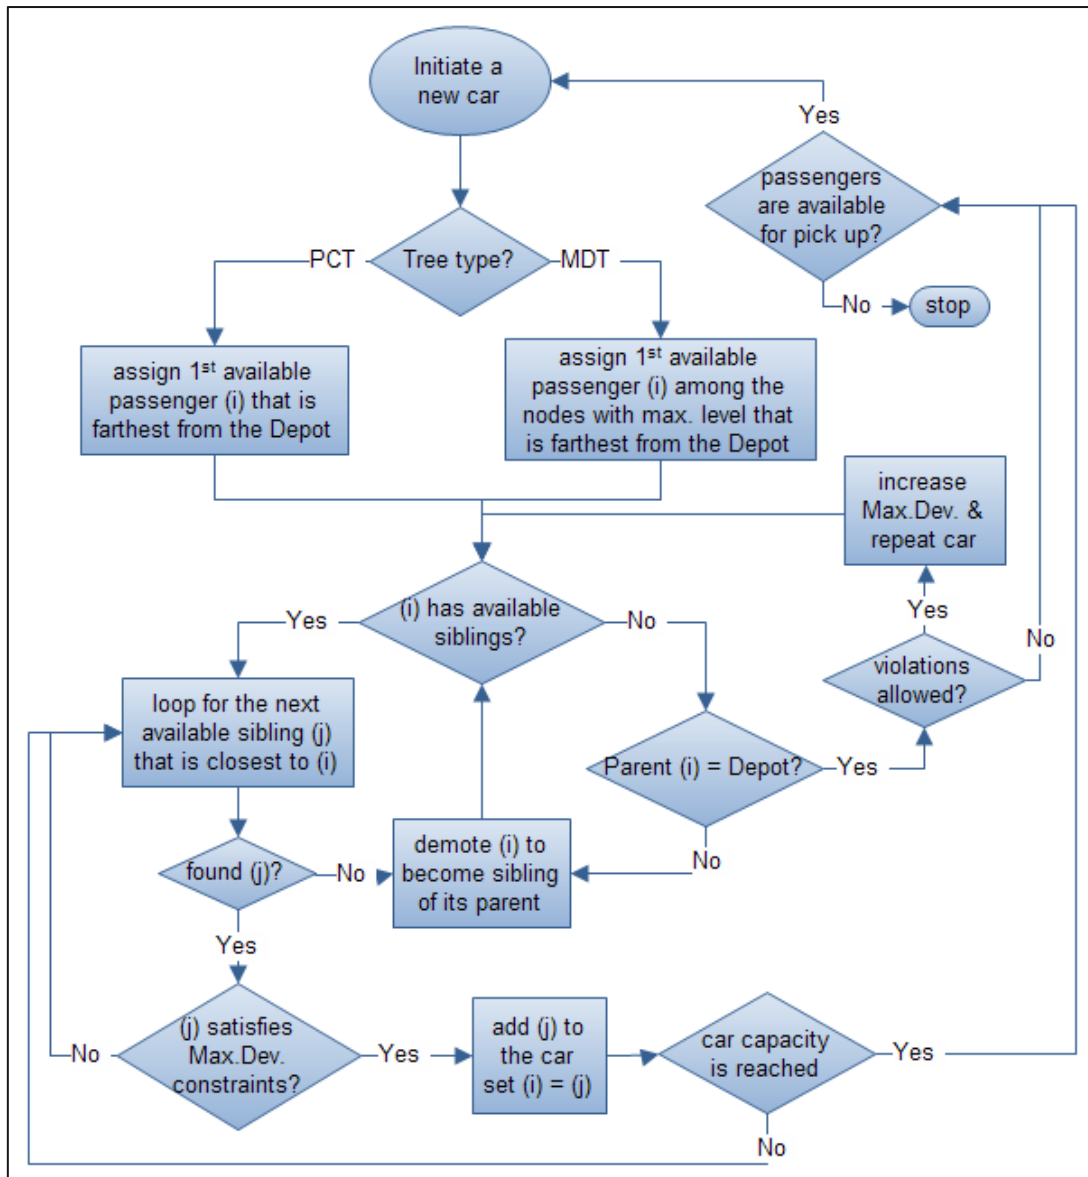 Initiate a
new car
Yes
passengers
are available
for pick up?
PCT
Tree type?
MDT
No
stop
assign 1st available
passenger (i) that is
farthest from the Depot
assign 1st available
passenger (i) among the
nodes with max. level that
is farthest from the Depot
increase
Max.Dev. &
repeat car
Yes
(i) has available
siblings?
No
Yes
No
violations
allowed?
loop for the next
available sibling (j)
that is closest to (i)
Parent (i) = Depot?
Yes
found (j)?
No
demote (i) to
become sibling
of its parent
No
Yes
No
(j) satisfies
Max.Dev.
constraints?
Yes
add (j) to
the car
set (i) = (j)
car capacity
is reached
Yes
No